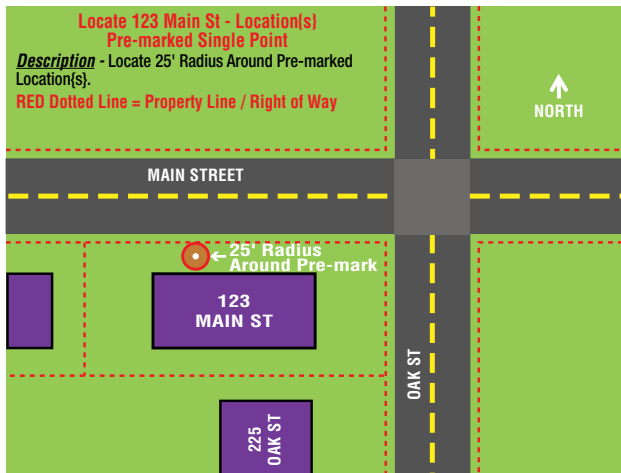 Locate 123 Main St - Location{s}
Pre-marked Single Point
Description - Locate 25' Radius Around Pre-marked
Location{s}.
RED Dotted Line = Property Line / Right of Way
NORTH
MAIN STREET
25' Radius
Around Pre-mark
123
MAIN ST
OAK ST
225
OAK ST